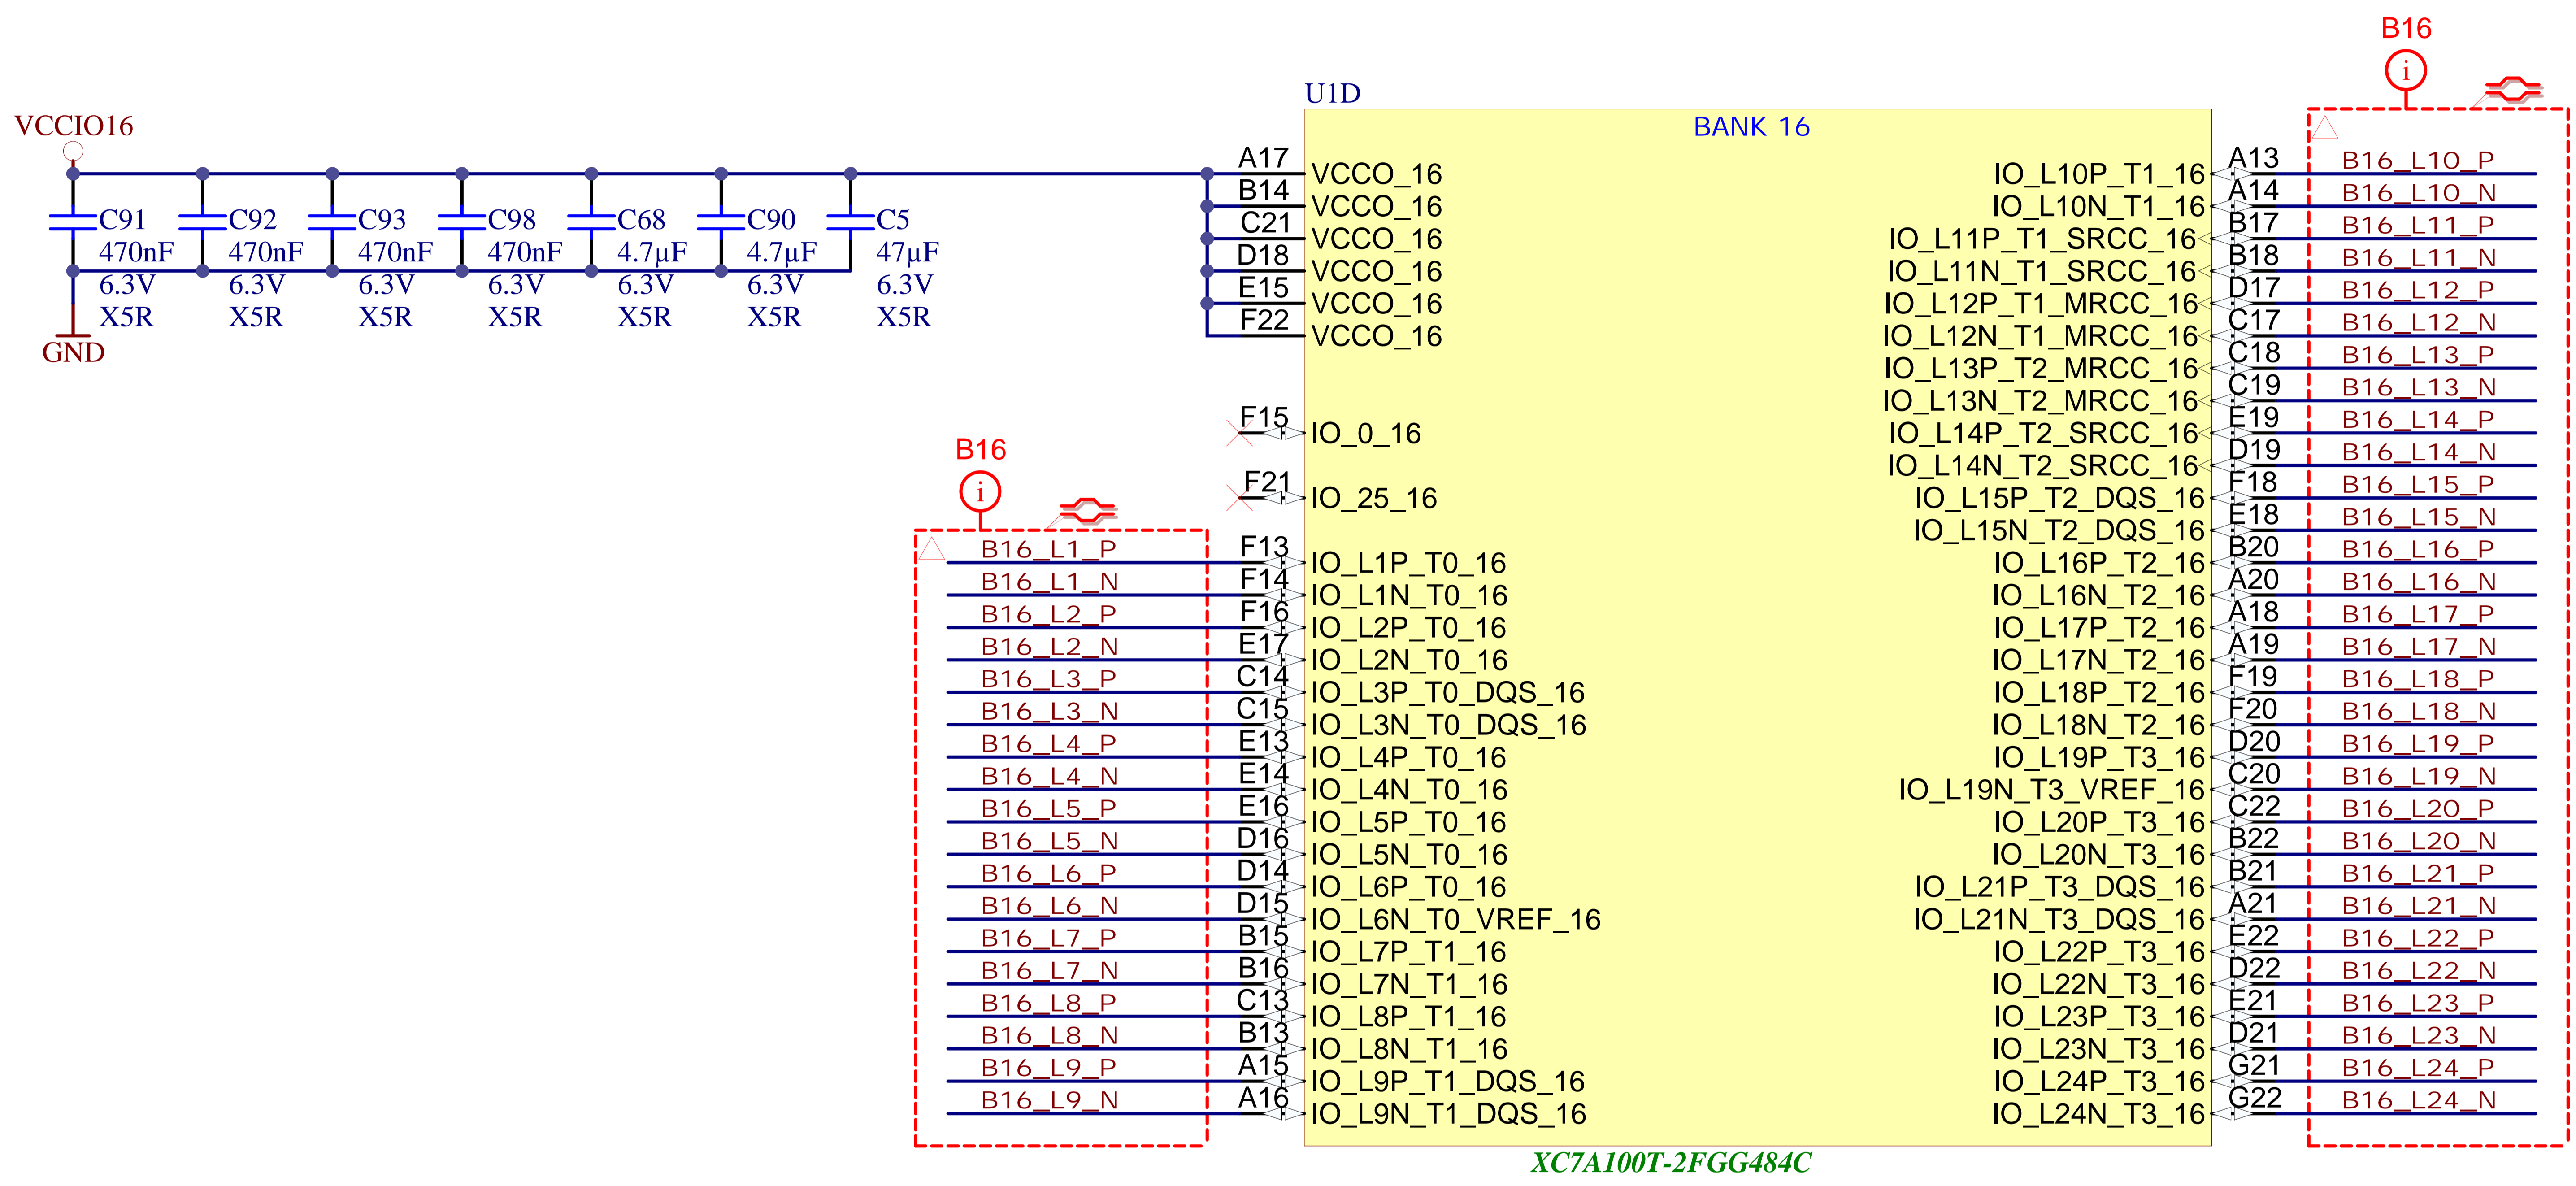 B16
i
U1D
BANK 16
VCCIO16
C91
470nF
6.3V
X5R
C92
470nF
6.3V
X5R
C93
470nF
6.3V
X5R
C98
470nF
6.3V
X5R
C68
4.7µF
6.3V
X5R
C90
4.7µF
6.3V
X5R
C5
47µF
6.3V
X5R
GND
A17 VCCO_16
B14 VCCO_16
C21 VCCO_16
D18 VCCO_16
E15 VCCO_16
F22 VCCO_16
F15 IO_0_16
F21 IO_25_16
B16
i
B16_L1_P F13 IO_L1P_T0_16
B16_L1_N F14 IO_L1N_T0_16
B16_L2_P F16 IO_L2P_T0_16
B16_L2_N E17 IO_L2N_T0_16
B16_L3_P C14 IO_L3P_T0_DQS_16
B16_L3_N C15 IO_L3N_T0_DQS_16
B16_L4_P E13 IO_L4P_T0_16
B16_L4_N E14 IO_L4N_T0_16
B16_L5_P E16 IO_L5P_T0_16
B16_L5_N D16 IO_L5N_T0_16
B16_L6_P D14 IO_L6P_T0_16
B16_L6_N D15 IO_L6N_T0_VREF_16
B16_L7_P B15 IO_L7P_T1_16
B16_L7_N B16 IO_L7N_T1_16
B16_L8_P C13 IO_L8P_T1_16
B16_L8_N B13 IO_L8N_T1_16
B16_L9_P A15 IO_L9P_T1_DQS_16
B16_L9_N A16 IO_L9N_T1_DQS_16
IO_L10P_T1_16 A13 B16_L10_P
IO_L10N_T1_16 A14 B16_L10_N
IO_L11P_T1_SRCC_16 B17 B16_L11_P
IO_L11N_T1_SRCC_16 B18 B16_L11_N
IO_L12P_T1_MRCC_16 D17 B16_L12_P
IO_L12N_T1_MRCC_16 C17 B16_L12_N
IO_L13P_T2_MRCC_16 C18 B16_L13_P
IO_L13N_T2_MRCC_16 C19 B16_L13_N
IO_L14P_T2_SRCC_16 E19 B16_L14_P
IO_L14N_T2_SRCC_16 D19 B16_L14_N
IO_L15P_T2_DQS_16 F18 B16_L15_P
IO_L15N_T2_DQS_16 E18 B16_L15_N
IO_L16P_T2_16 B20 B16_L16_P
IO_L16N_T2_16 A20 B16_L16_N
IO_L17P_T2_16 A18 B16_L17_P
IO_L17N_T2_16 A19 B16_L17_N
IO_L18P_T2_16 F19 B16_L18_P
IO_L18N_T2_16 F20 B16_L18_N
IO_L19P_T3_16 D20 B16_L19_P
IO_L19N_T3_VREF_16 C20 B16_L19_N
IO_L20P_T3_16 C22 B16_L20_P
IO_L20N_T3_16 B22 B16_L20_N
IO_L21P_T3_DQS_16 B21 B16_L21_P
IO_L21N_T3_DQS_16 A21 B16_L21_N
IO_L22P_T3_16 E22 B16_L22_P
IO_L22N_T3_16 D22 B16_L22_N
IO_L23P_T3_16 E21 B16_L23_P
IO_L23N_T3_16 D21 B16_L23_N
IO_L24P_T3_16 G21 B16_L24_P
IO_L24N_T3_16 G22 B16_L24_N
XC7A100T-2FGG484C